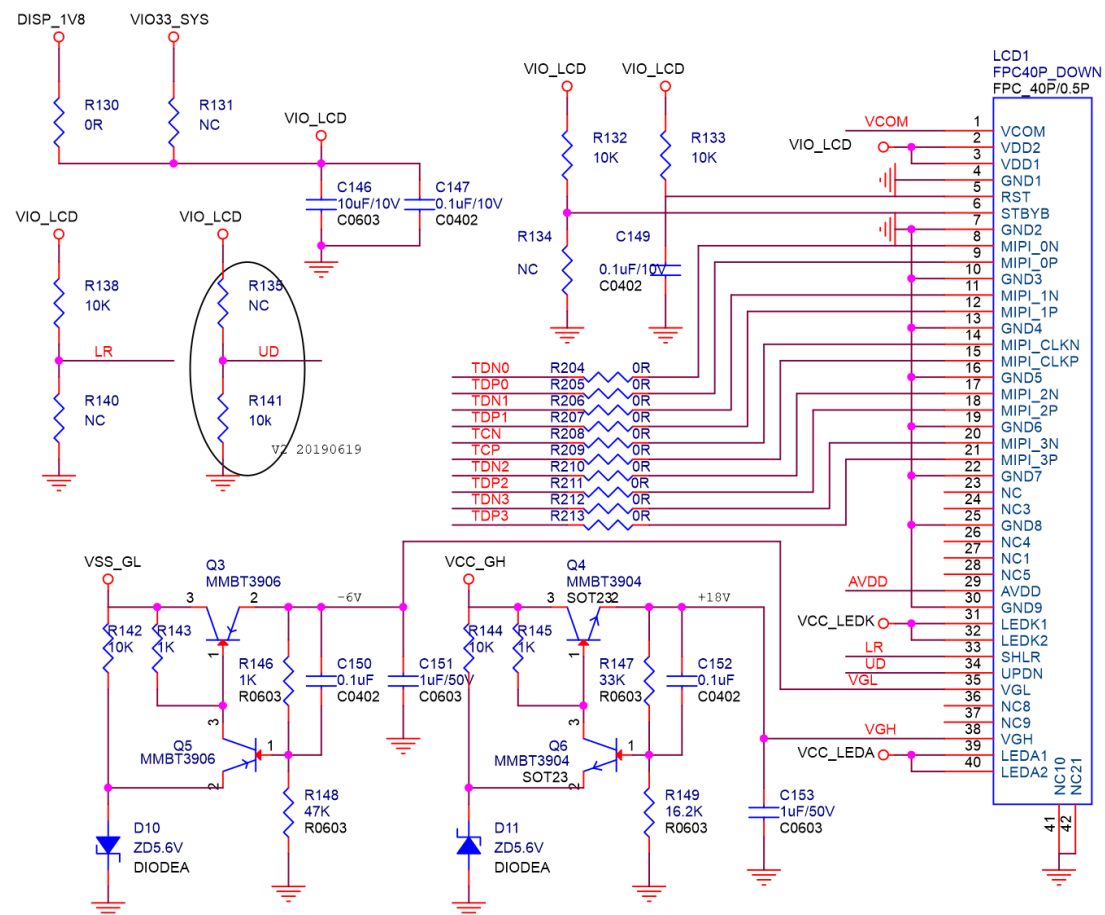 DISP_1V8
VIO33_SYS
R130
0R
R131
NC
VIO_LCD
C146
10uF/10V
C0603
C147
0.1uF/10V
C0402
VIO_LCD
R138
10K
LR
R140
NC
VIO_LCD
R135
NC
UD
R141
10k
V2 20190619
VIO_LCD
VIO_LCD
R132
10K
R133
10K
R134
NC
C149
0.1uF/10V
C0402
TDN0 R204 0R
TDP0 R205 0R
TDN1 R206 0R
TDP1 R207 0R
TCN R208 0R
TCP R209 0R
TDN2 R210 0R
TDP2 R211 0R
TDN3 R212 0R
TDP3 R213 0R
LCD1
FPC40P_DOWN
FPC_40P/0.5P
VCOM 1 VCOM
VIO_LCD 2 VDD2
3 VDD1
4 GND1
5 RST
6 STBYB
7 GND2
8 MIPI_0N
9 MIPI_0P
10 GND3
11 MIPI_1N
12 MIPI_1P
13 GND4
14 MIPI_CLKN
15 MIPI_CLKP
16 GND5
17 MIPI_2N
18 MIPI_2P
19 GND6
20 MIPI_3N
21 MIPI_3P
22 GND7
23 NC
24 NC3
25 GND8
26 NC4
27 NC1
28 NC5
AVDD 29 AVDD
30 GND9
VCC_LEDK 31 LEDK1
32 LEDK2
LR 33 SHLR
UD 34 UPDN
VGL 35 VGL
36 NC8
37 NC9
VGH 38 VGH
VCC_LEDA 39 LEDA1
40 LEDA2
NC10
NC21
41
42
VSS_GL
Q3
MMBT3906
3
2
1
-6V
R142
10K
R143
1K
R146
1K
R0603
C150
0.1uF
C0402
C151
1uF/50V
C0603
Q5
MMBT3906
3
1
2
R148
47K
R0603
D10
ZD5.6V
DIODEA
VCC_GH
Q4
MMBT3904
SOT23
3
2
1
+18V
R144
10K
R145
1K
R147
33K
R0603
C152
0.1uF
C0402
Q6
MMBT3904
SOT23
3
1
2
R149
16.2K
R0603
C153
1uF/50V
C0603
D11
ZD5.6V
DIODEA